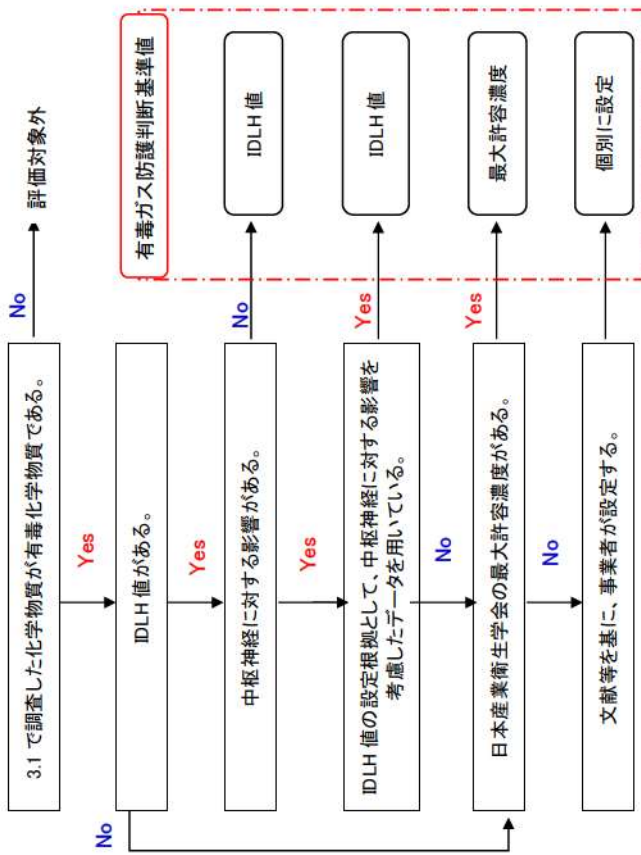 3.1 で調査した化学物質が有毒化学物質である。
No
評価対象外
Yes
有毒ガス防護判断基準値
IDLH 値がある。
No
Yes
中枢神経に対する影響がある。
No
IDLH 値
Yes
IDLH 値の設定根拠として、中枢神経に対する影響を
考慮したデータを用いている。
Yes
IDLH 値
No
日本産業衛生学会の最大許容濃度がある。
Yes
最大許容濃度
No
文献等を基に、事業者が設定する。
個別に設定